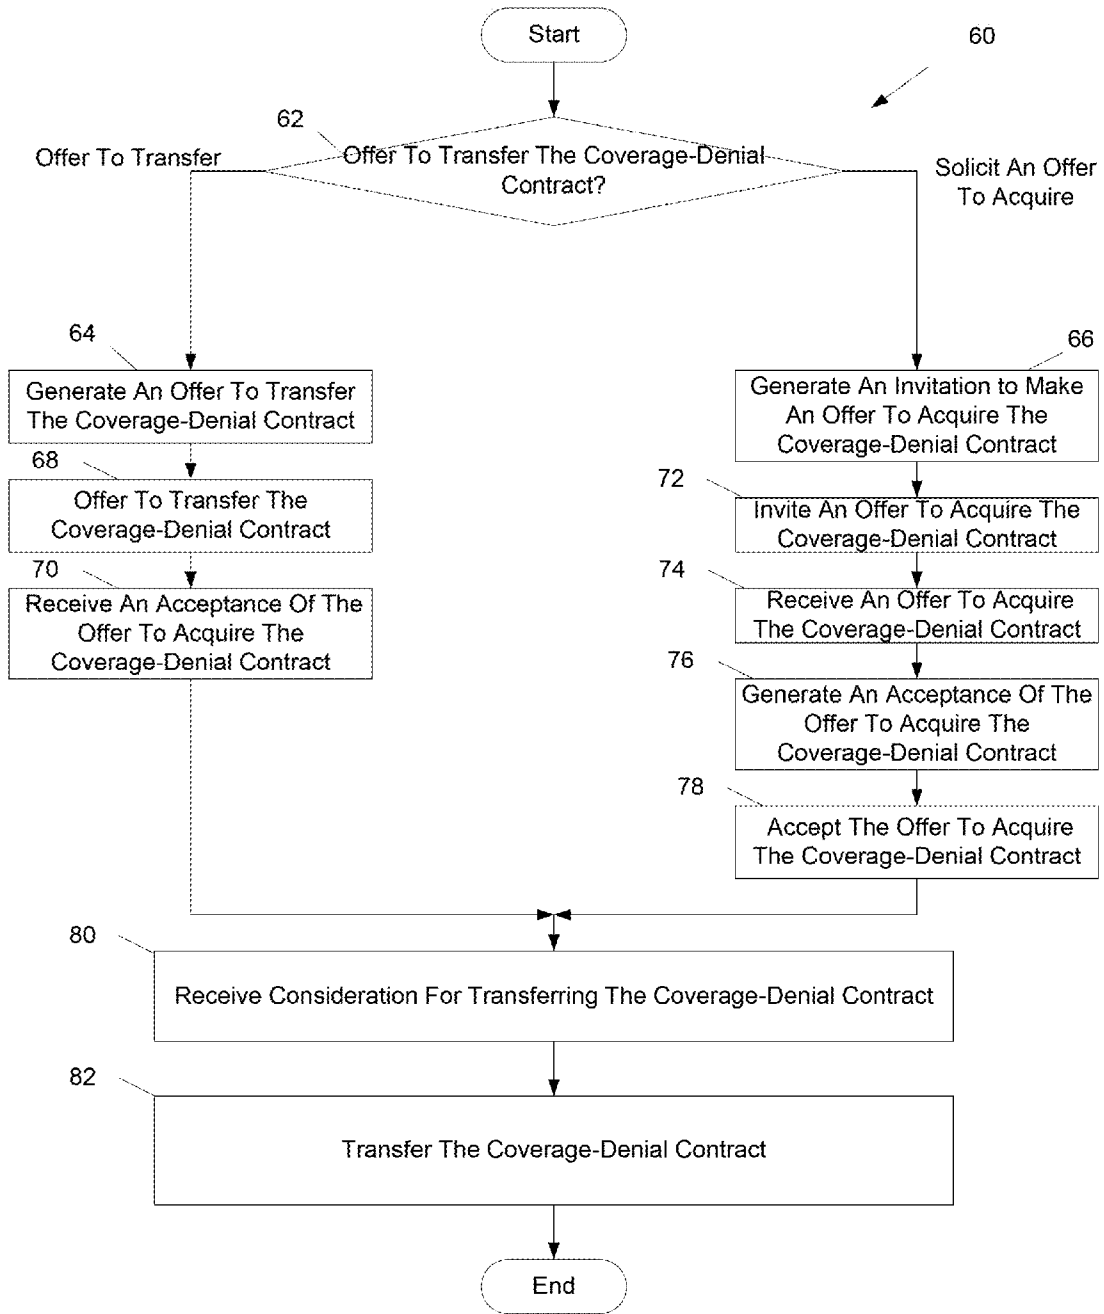 Start
60
62
Offer To Transfer
Offer To Transfer The Coverage-Denial
Contract?
Solicit An Offer
To Acquire
64
Generate An Offer To Transfer
The Coverage-Denial Contract
68
Offer To Transfer The
Coverage-Denial Contract
70
Receive An Acceptance Of The
Offer To Acquire The
Coverage-Denial Contract
66
Generate An Invitation to Make
An Offer To Acquire The
Coverage-Denial Contract
72
Invite An Offer To Acquire The
Coverage-Denial Contract
74
Receive An Offer To Acquire
The Coverage-Denial Contract
76
Generate An Acceptance Of The
Offer To Acquire The
Coverage-Denial Contract
78
Accept The Offer To Acquire
The Coverage-Denial Contract
80
Receive Consideration For Transferring The Coverage-Denial Contract
82
Transfer The Coverage-Denial Contract
End